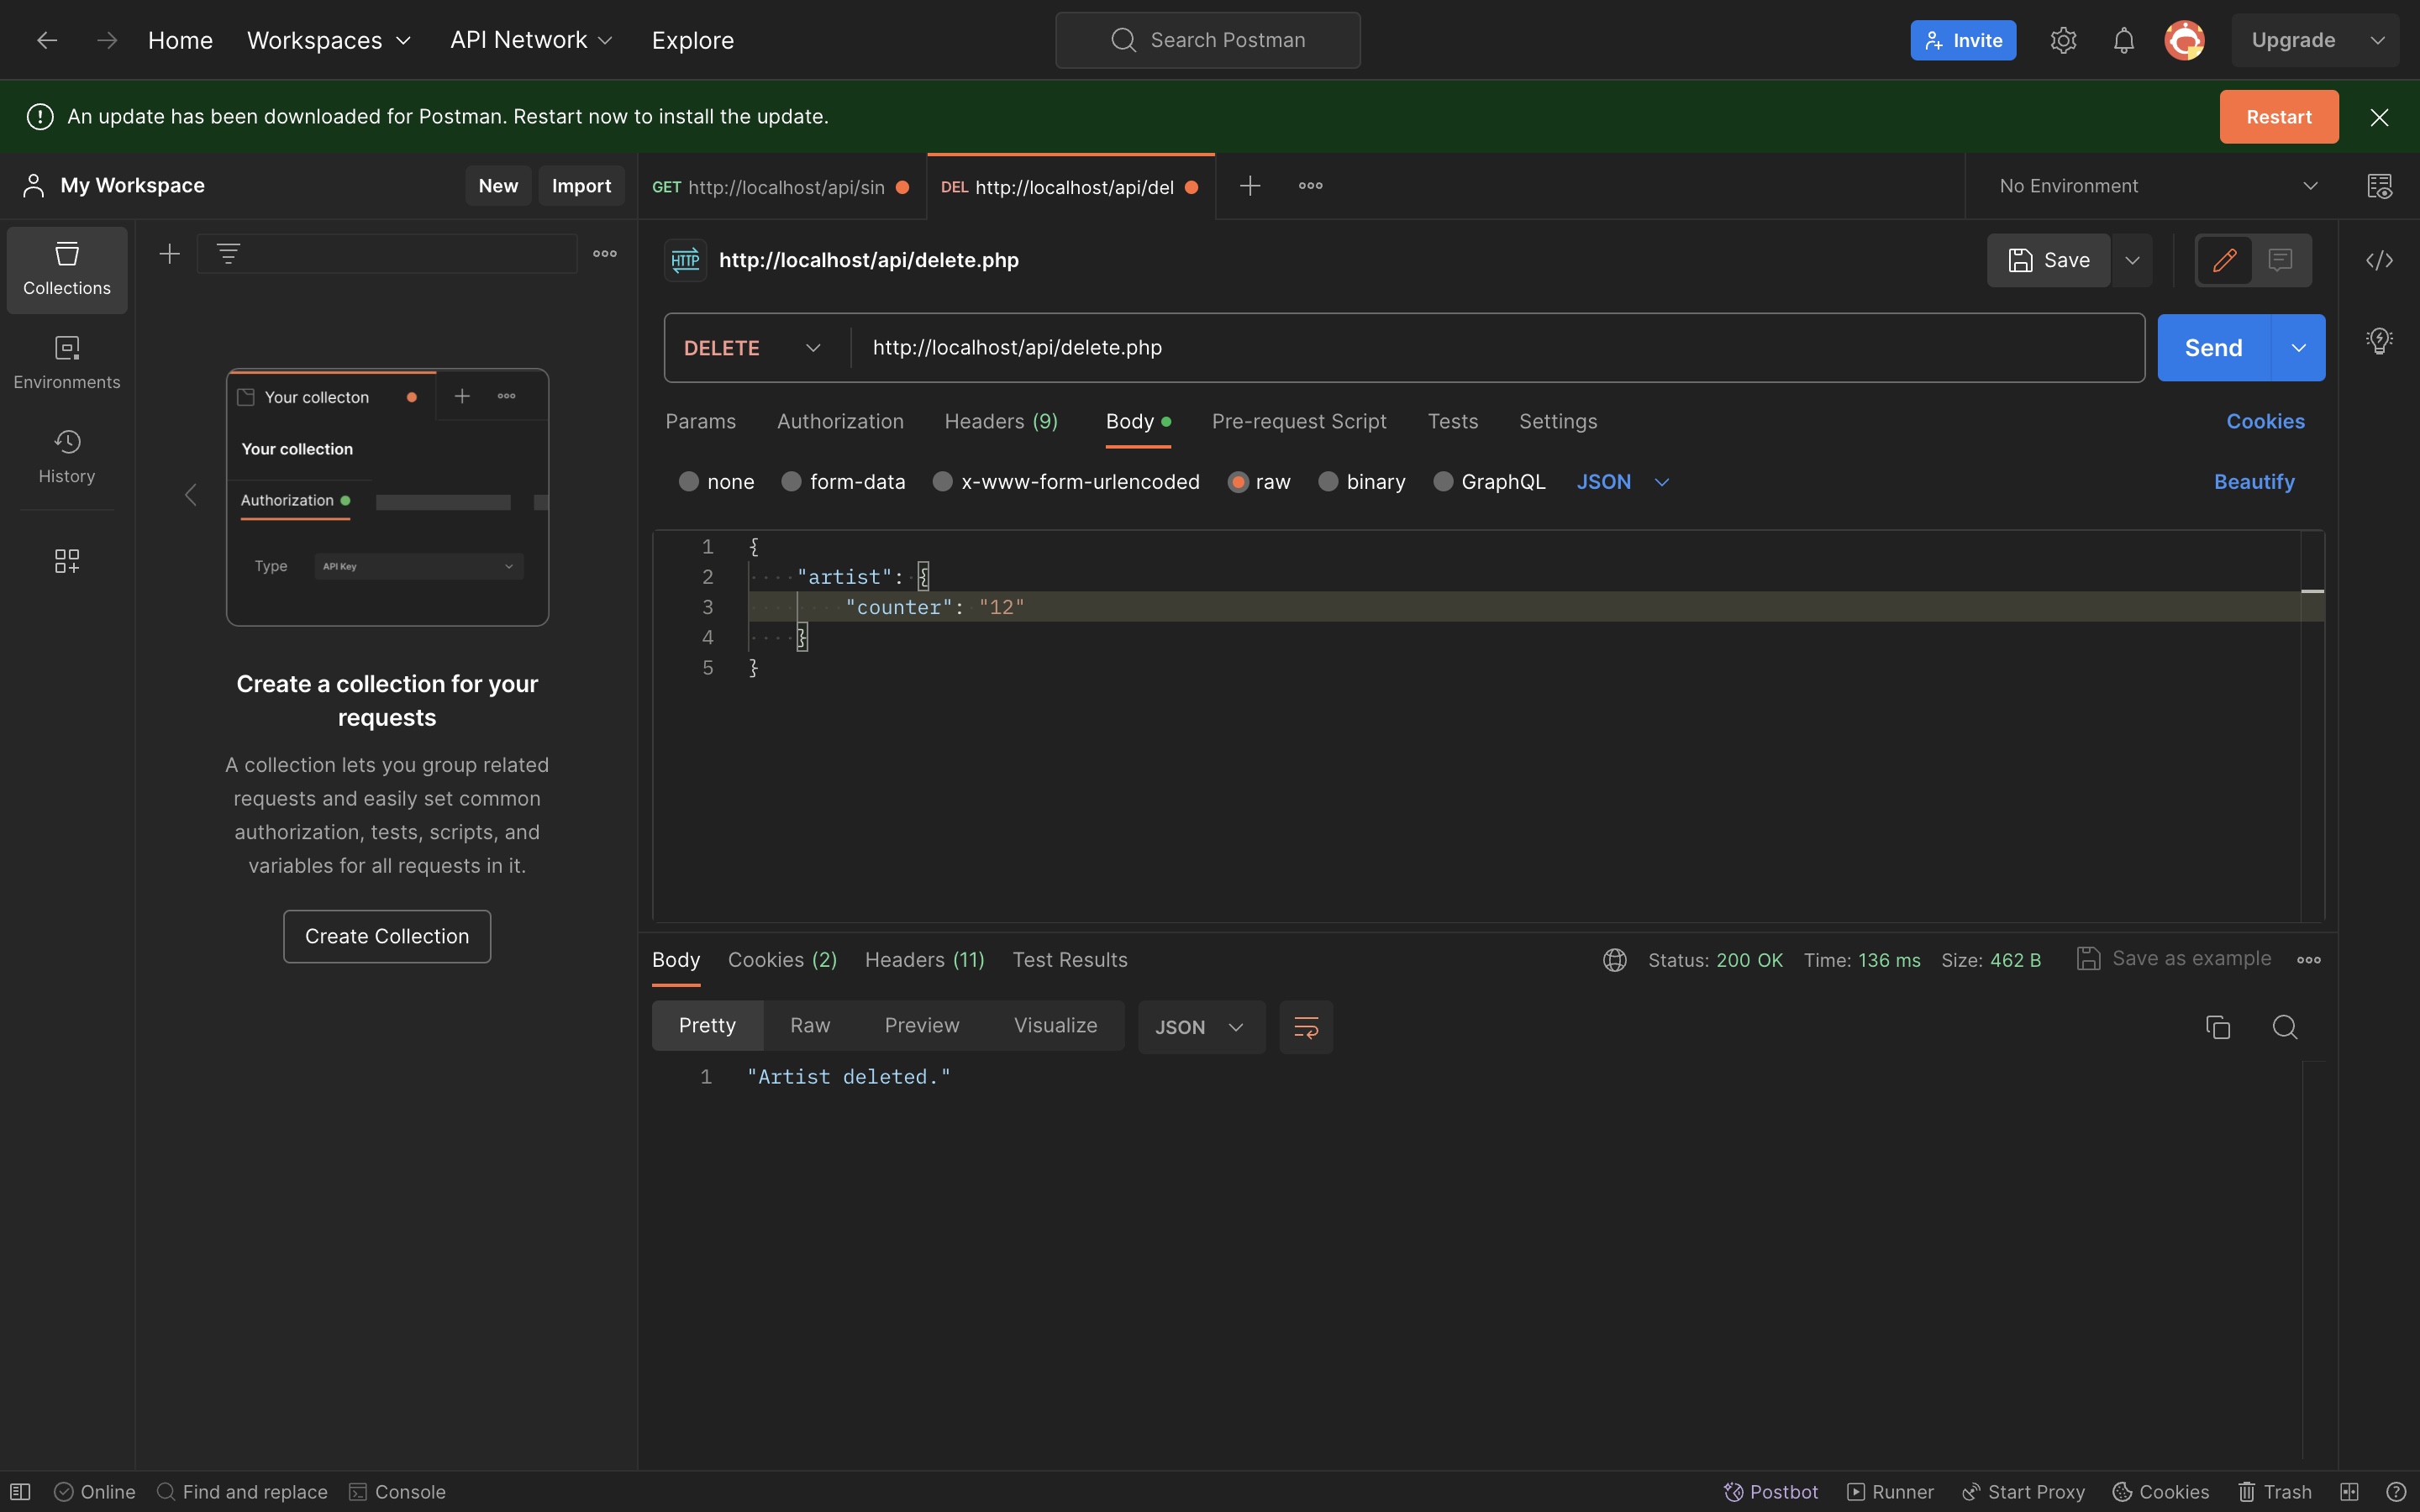 Home Workspaces API Network Explore Search Postman Invite Upgrade
An update has been downloaded for Postman. Restart now to install the update. Restart
My Workspace New Import GET http://localhost/api/sin DEL http://localhost/api/del No Environment
Collections
Environments
History
Your collecton
Your collection
Authorization
Type API Key
Create a collection for your
requests
A collection lets you group related
requests and easily set common
authorization, tests, scripts, and
variables for all requests in it.
Create Collection
HTTP http://localhost/api/delete.php Save
DELETE http://localhost/api/delete.php Send
Params Authorization Headers (9) Body Pre-request Script Tests Settings Cookies
none form-data x-www-form-urlencoded raw binary GraphQL JSON Beautify
1 {
2 "artist": {
3 "counter": "12"
4 }
5 }
Body Cookies (2) Headers (11) Test Results Status: 200 OK Time: 136 ms Size: 462 B Save as example
Pretty Raw Preview Visualize JSON
1 "Artist deleted."
Online Find and replace Console Postbot Runner Start Proxy Cookies Trash